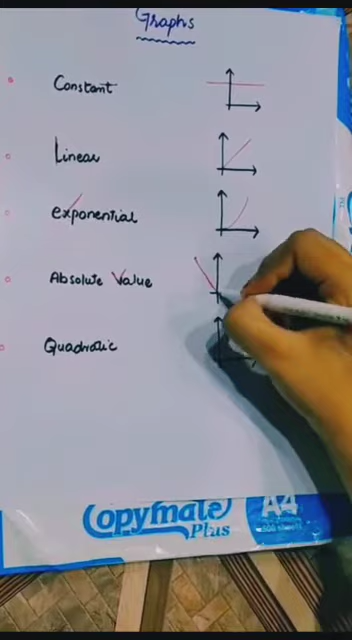 Graphs
Constant
Linear
exponential
Absolute Value
Quadratic
Copymate
Plus
A4